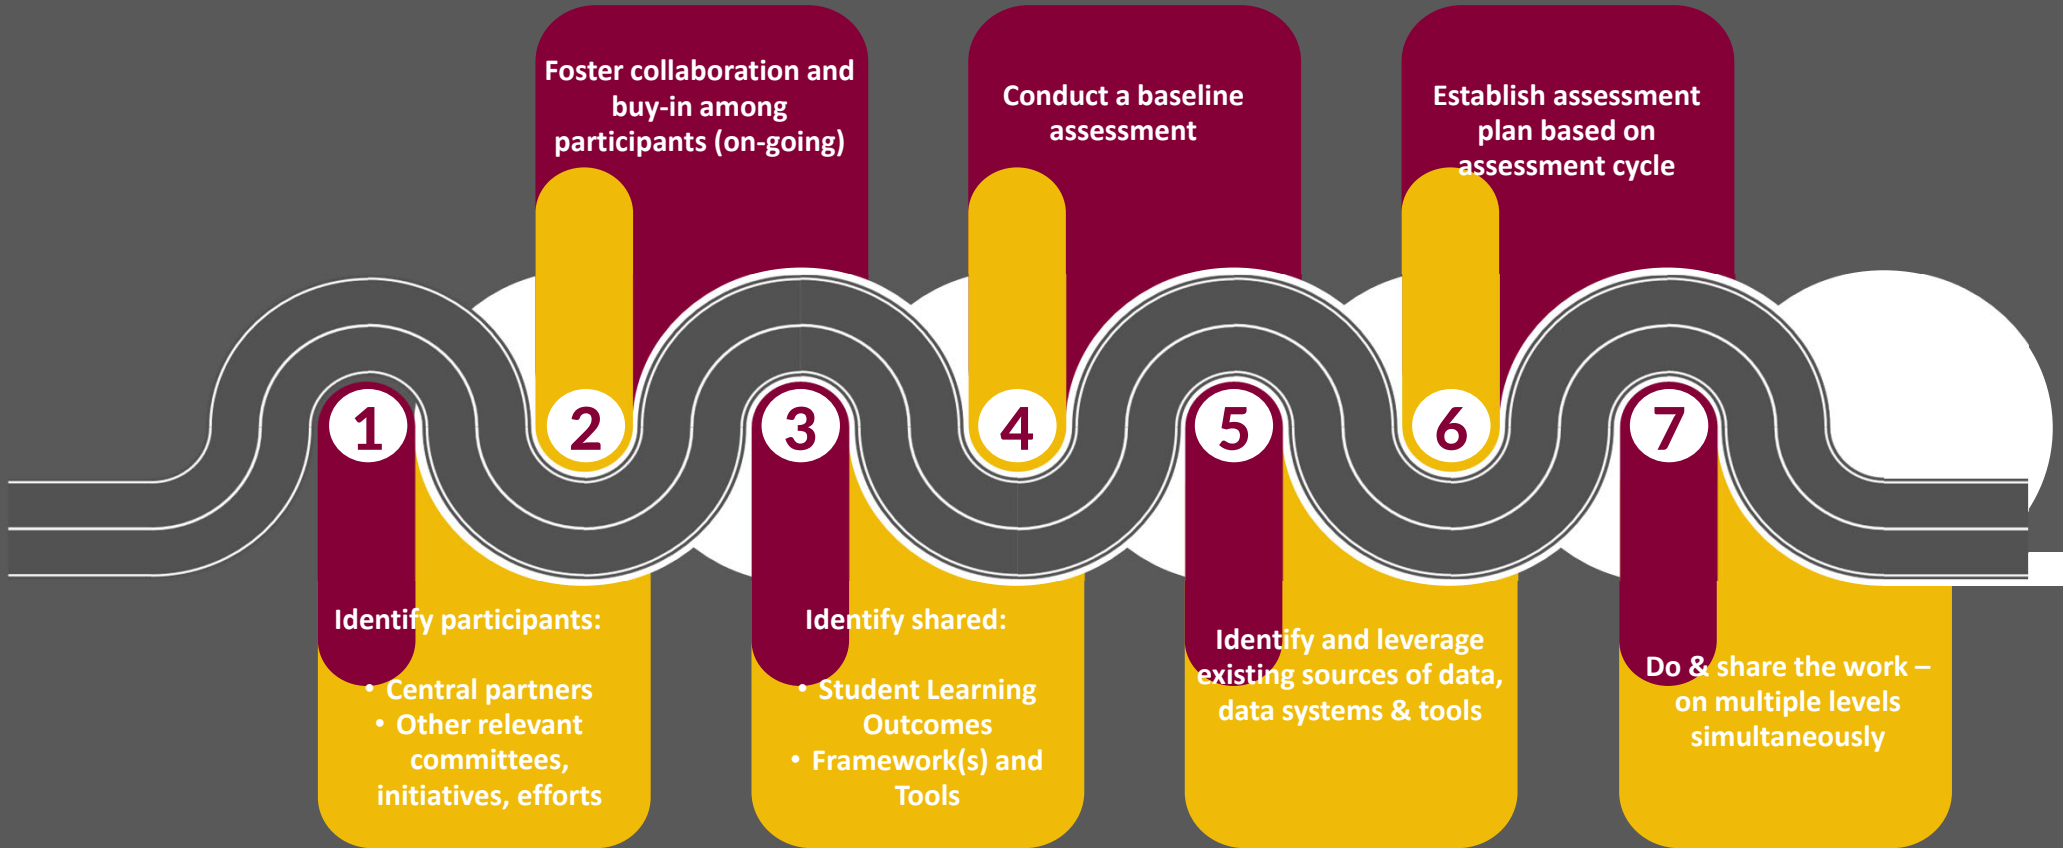 1
Identify participants:
• Central partners
• Other relevant
committees,
initiatives, efforts
2
Foster collaboration and
buy-in among
participants (on-going)
3
Identify shared:
• Student Learning
Outcomes
• Framework(s) and
Tools
4
Conduct a baseline
assessment
5
Identify and leverage
existing sources of data,
data systems & tools
6
Establish assessment
plan based on
assessment cycle
7
Do & share the work –
on multiple levels
simultaneously